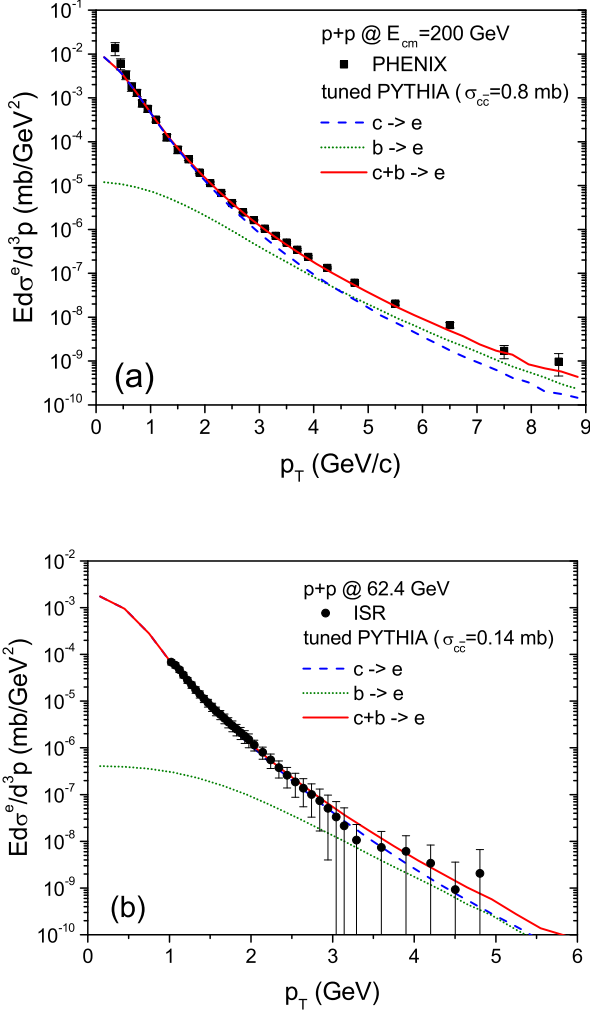 p+p @ E_cm=200 GeV
PHENIX
tuned PYTHIA ( σ_cc̄=0.8 mb)
c -> e
b -> e
c+b -> e
(a)
Edσ^e/d^3p (mb/GeV^2)
10^-1
10^-2
10^-3
10^-4
10^-5
10^-6
10^-7
10^-8
10^-9
10^-10
0 1 2 3 4 5 6 7 8 9
p_T (GeV/c)
p+p @ 62.4 GeV
ISR
tuned PYTHIA ( σ_cc̄=0.14 mb)
c -> e
b -> e
c+b -> e
(b)
Edσ^e/d^3p (mb/GeV^2)
10^-2
10^-3
10^-4
10^-5
10^-6
10^-7
10^-8
10^-9
10^-10
0 1 2 3 4 5 6
p_T (GeV)